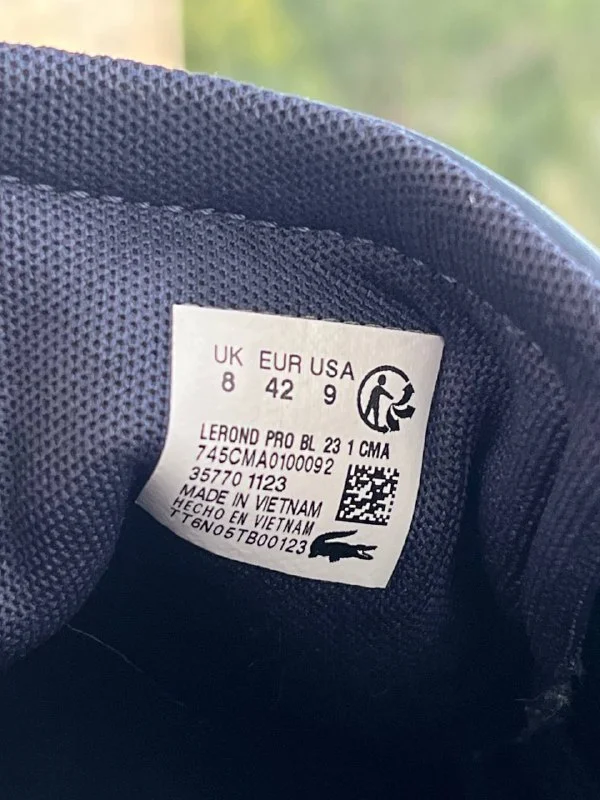 UK EUR USA
8 42 9
LEROND PRO BL 23 1 CMA
745CMA0100092
35770 1123
MADE IN VIETNAM
HECHO EN VIETNAM
TT6N05TB00123